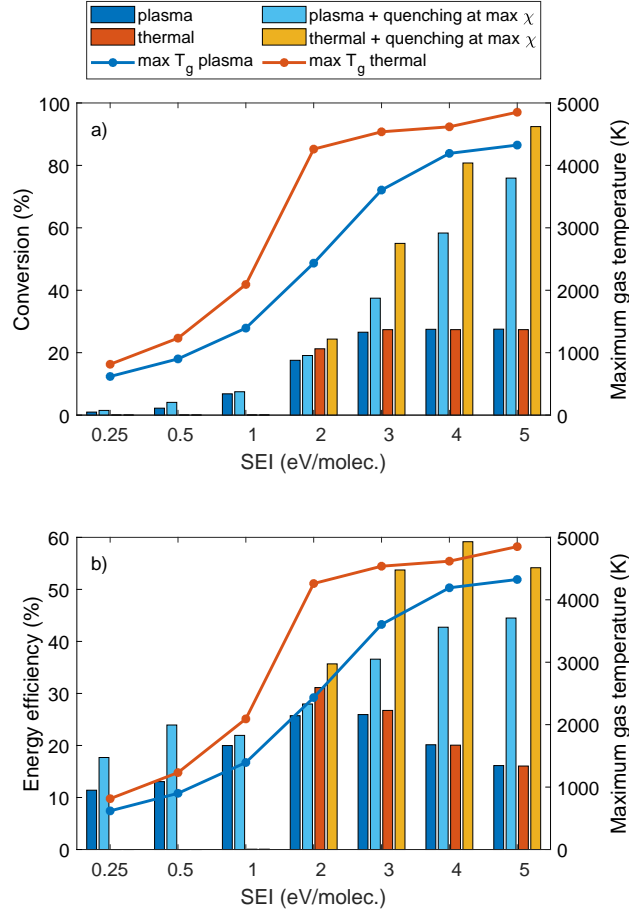 plasma
plasma + quenching at max χ
thermal
thermal + quenching at max χ
max Tg plasma
max Tg thermal
a)
Conversion (%)
100
80
60
40
20
0
0.25 0.5 1 2 3 4 5
SEI (eV/molec.)
5000
4000
3000
2000
1000
0
Maximum gas temperature (K)
b)
Energy efficiency (%)
60
50
40
30
20
10
0
0.25 0.5 1 2 3 4 5
SEI (eV/molec.)
5000
4000
3000
2000
1000
0
Maximum gas temperature (K)